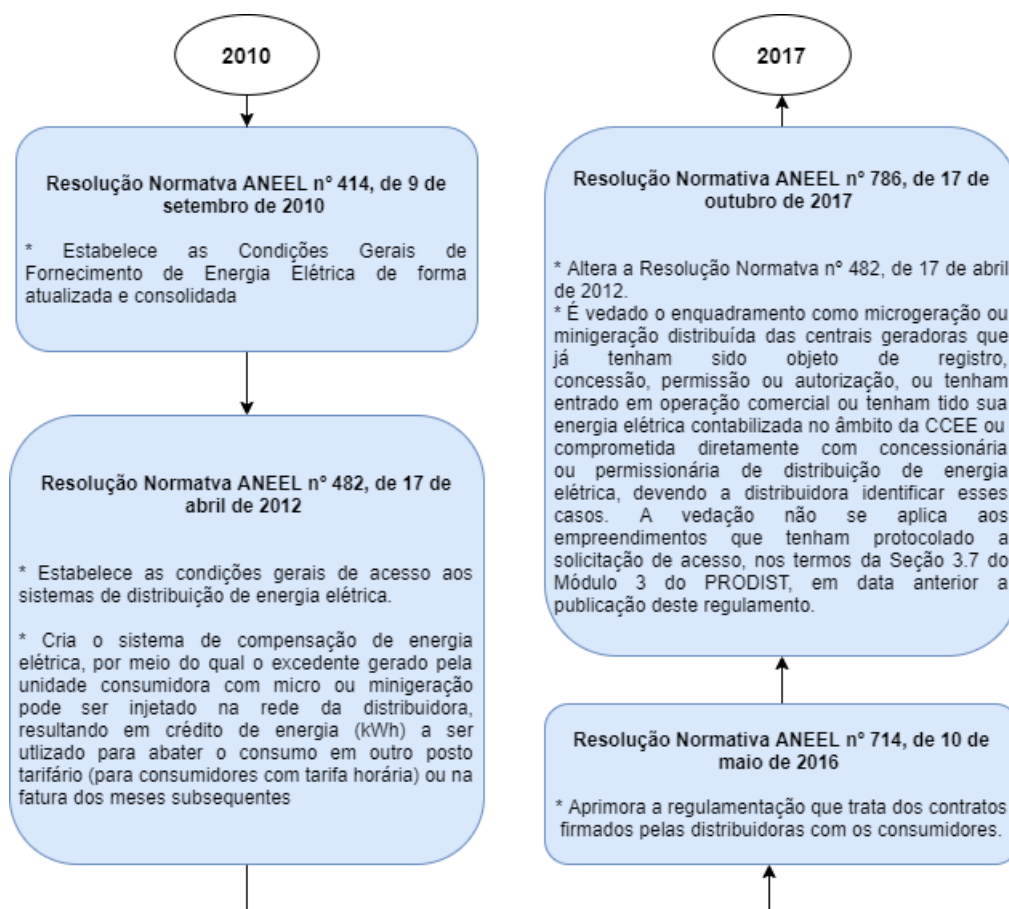 2010
Resolução Normatva ANEEL nº 414, de 9 de
setembro de 2010
* Estabelece as Condições Gerais de
Fornecimento de Energia Elétrica de forma
atualizada e consolidada
Resolução Normatva ANEEL nº 482, de 17 de
abril de 2012
* Estabelece as condições gerais de acesso aos
sistemas de distribuição de energia elétrica.
* Cria o sistema de compensação de energia
elétrica, por meio do qual o excedente gerado pela
unidade consumidora com micro ou minigeração
pode ser injetado na rede da distribuidora,
resultando em crédito de energia (kWh) a ser
utlizado para abater o consumo em outro posto
tarifário (para consumidores com tarifa horária) ou na
fatura dos meses subsequentes
2017
Resolução Normativa ANEEL nº 786, de 17 de
outubro de 2017
* Altera a Resolução Normatva nº 482, de 17 de abril
de 2012.
* É vedado o enquadramento como microgeração ou
minigeração distribuída das centrais geradoras que
já tenham sido objeto de registro,
concessão, permissão ou autorização, ou tenham
entrado em operação comercial ou tenham tido sua
energia elétrica contabilizada no âmbito da CCEE ou
comprometida diretamente com concessionária
ou permissionária de distribuição de energia
elétrica, devendo a distribuidora identificar esses
casos. A vedação não se aplica aos
empreendimentos que tenham protocolado a
solicitação de acesso, nos termos da Seção 3.7 do
Módulo 3 do PRODIST, em data anterior a
publicação deste regulamento.
Resolução Normativa ANEEL nº 714, de 10 de
maio de 2016
* Aprimora a regulamentação que trata dos contratos
firmados pelas distribuidoras com os consumidores.